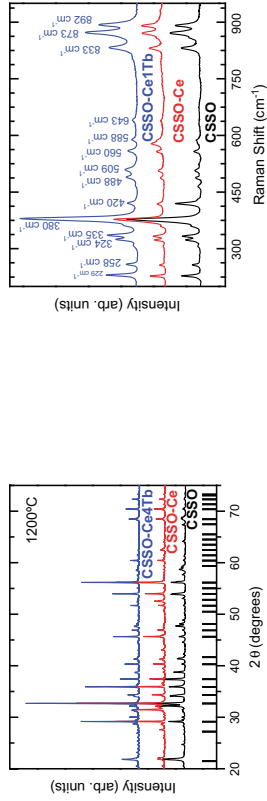 Intensity (arb. units)
1200ºC
CSSO-Ce4Tb
CSSO-Ce
CSSO
20 30 40 50 60 70
2 θ (degrees)
Intensity (arb. units)
229 cm-1
258 cm-1
324 cm-1
335 cm-1
380 cm-1
420 cm-1
488 cm-1
509 cm-1
560 cm-1
588 cm-1
643 cm-1
833 cm-1
873 cm-1
892 cm-1
CSSO-Ce1Tb
CSSO-Ce
CSSO
300 450 600 750 900
Raman Shift (cm-1)